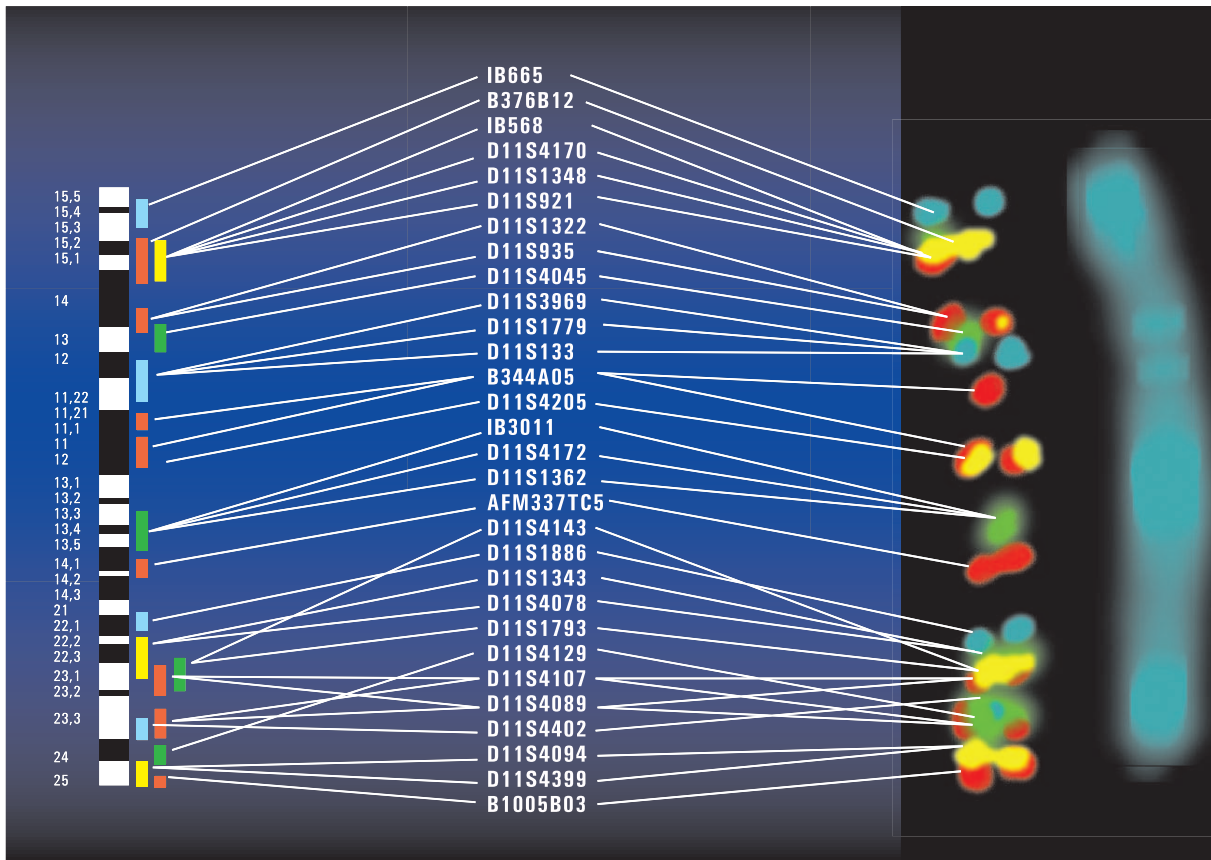 IB665
B376B12
IB568
D11S4170
D11S1348
D11S921
D11S1322
D11S935
D11S4045
D11S3969
D11S1779
D11S133
B344A05
D11S4205
IB3011
D11S4172
D11S1362
AFM337TC5
D11S4143
D11S1886
D11S1343
D11S4078
D11S1793
D11S4129
D11S4107
D11S4089
D11S4402
D11S4094
D11S4399
B1005B03
15,5
15,4
15,3
15,2
15,1
14
13
12
11,22
11,21
11,1
11
12
13,1
13,2
13,3
13,4
13,5
14,1
14,2
14,3
21
22,1
22,2
22,3
23,1
23,2
23,3
24
25